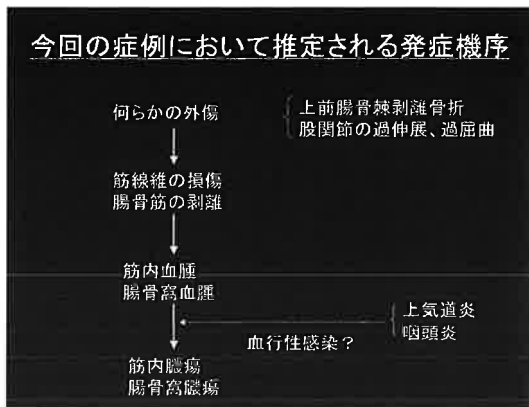 今回の症例において推定される発症機序
何らかの外傷
上前腸骨棘剥離骨折
股関節の過伸展、過屈曲
筋線維の損傷
腸骨筋の剥離
筋内血腫
腸骨窩血腫
上気道炎
咽頭炎
血行性感染？
筋内膿瘍
腸骨窩膿瘍